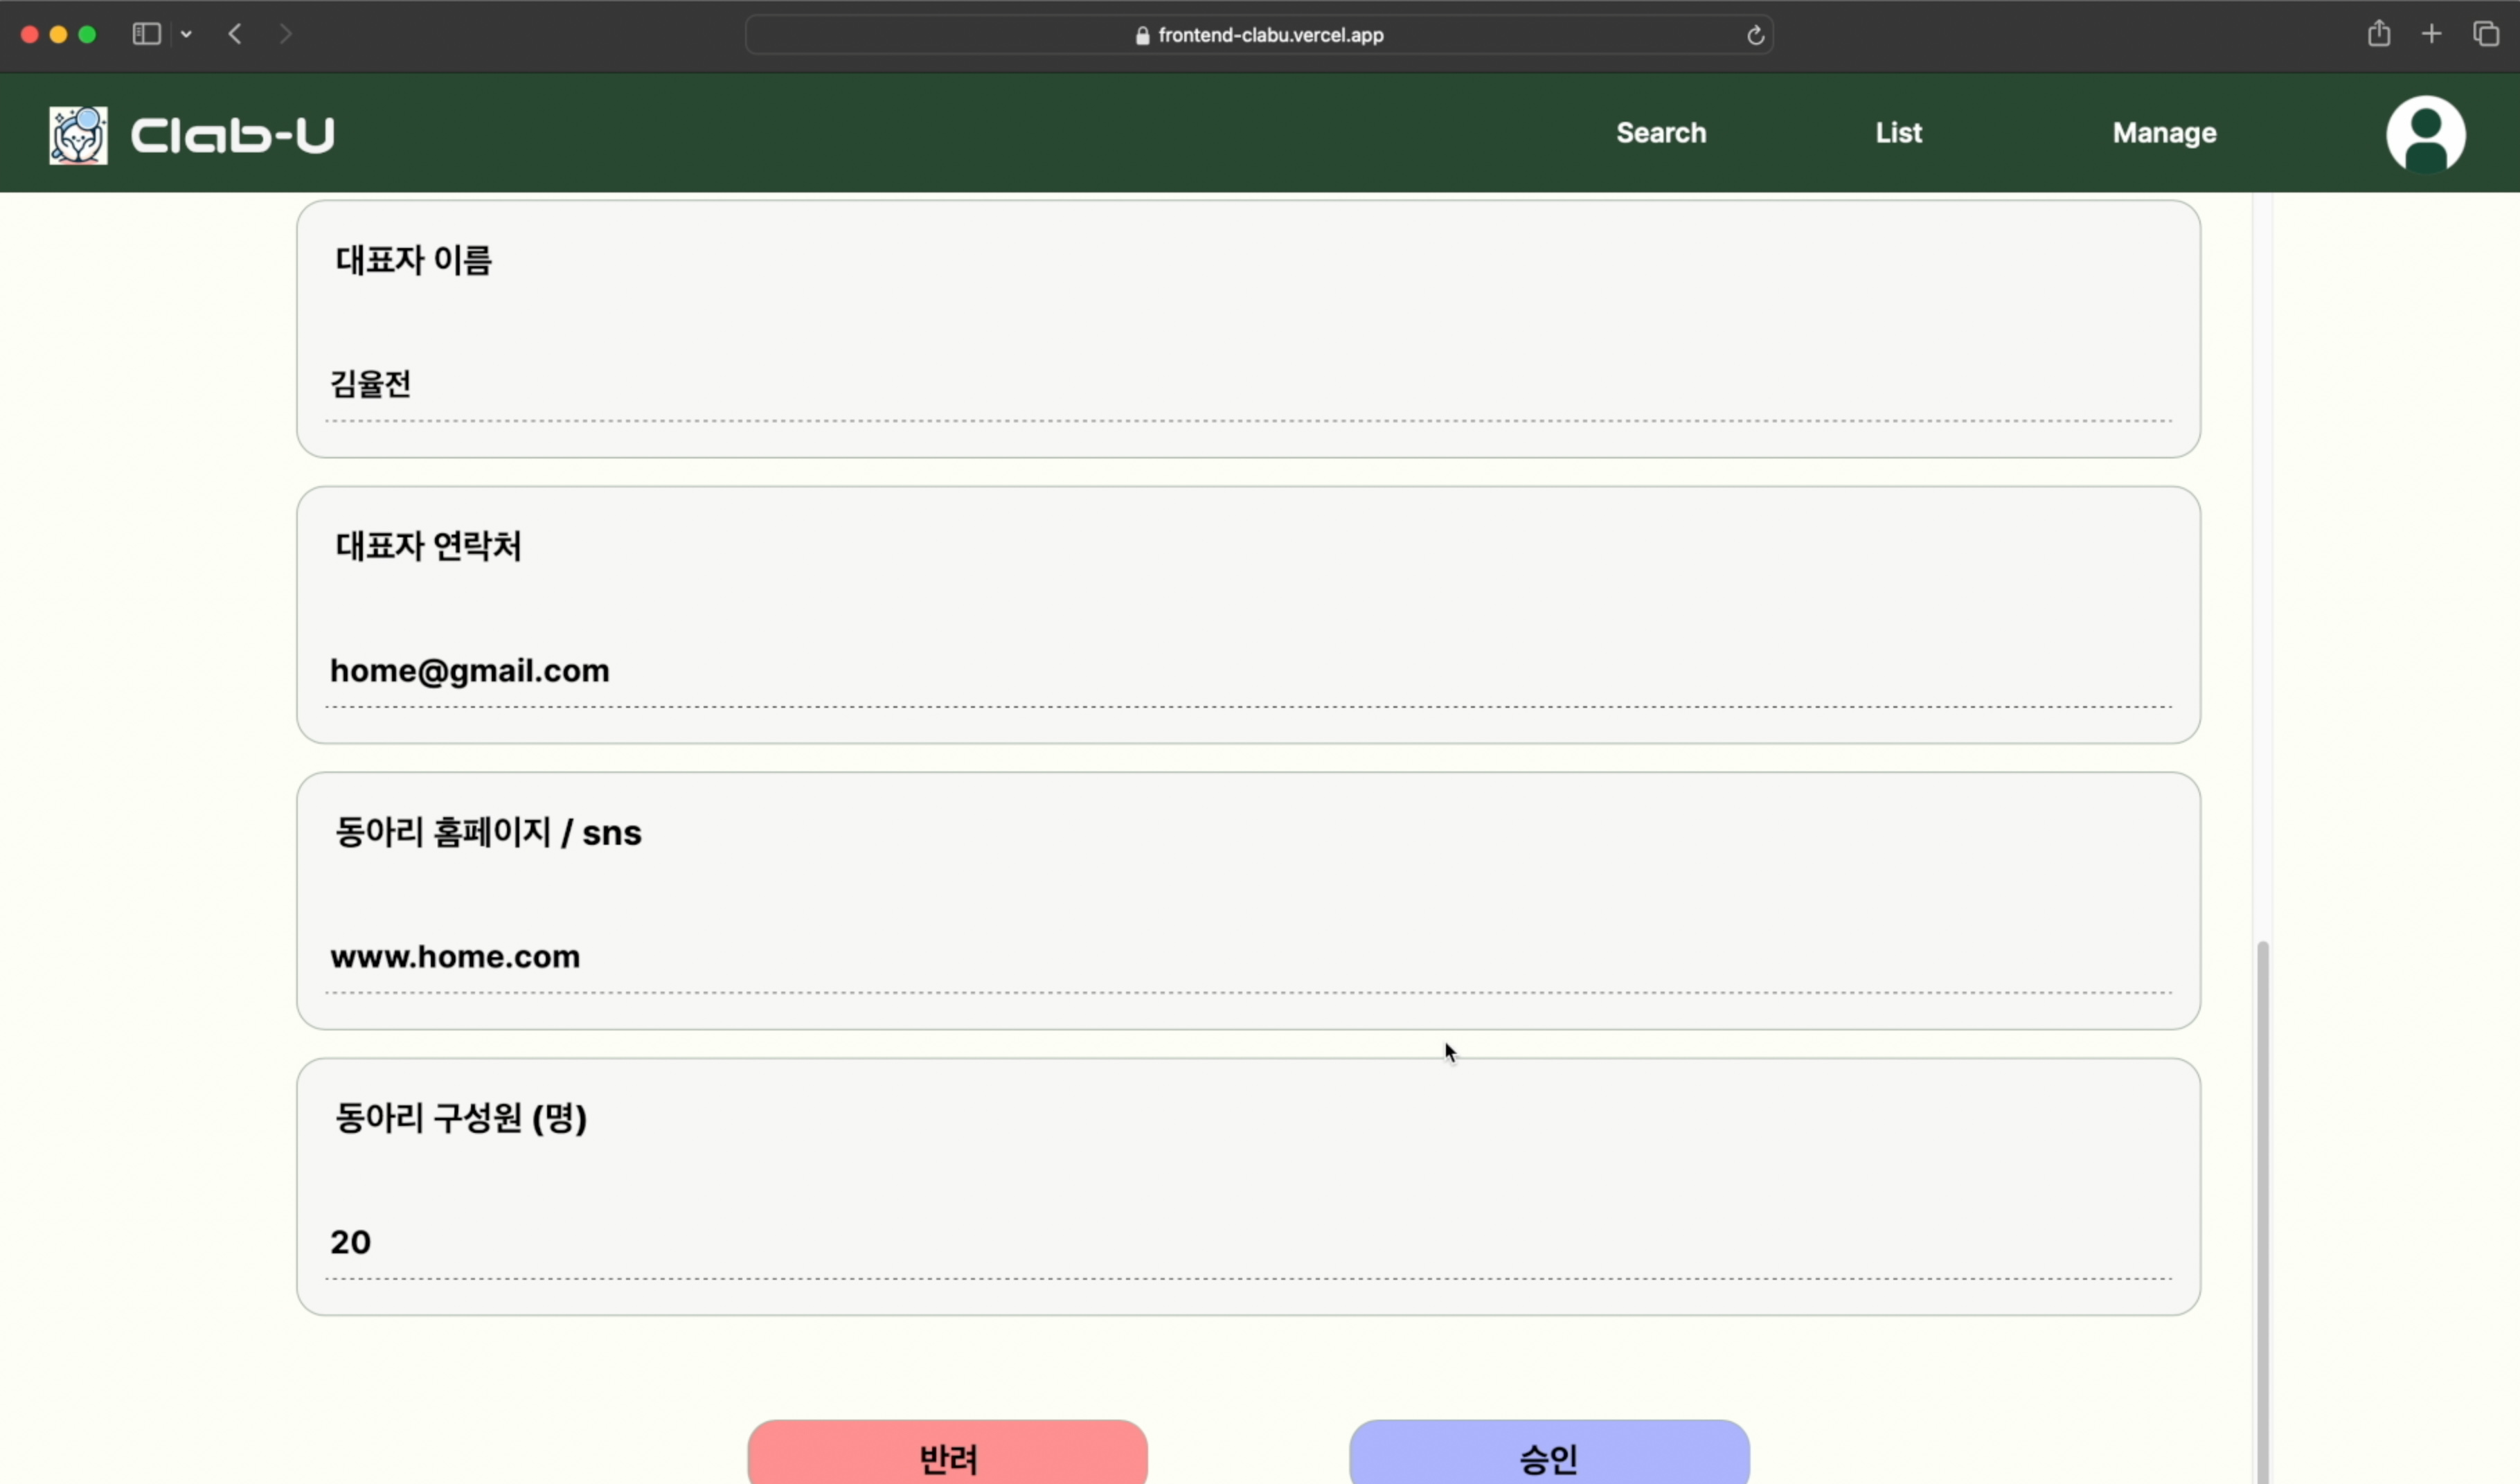 frontend-clabu.vercel.app
Clab-U
Search
List
Manage
대표자 이름
김율전
대표자 연락처
home@gmail.com
동아리 홈페이지 / sns
www.home.com
동아리 구성원 (명)
20
반려
승인